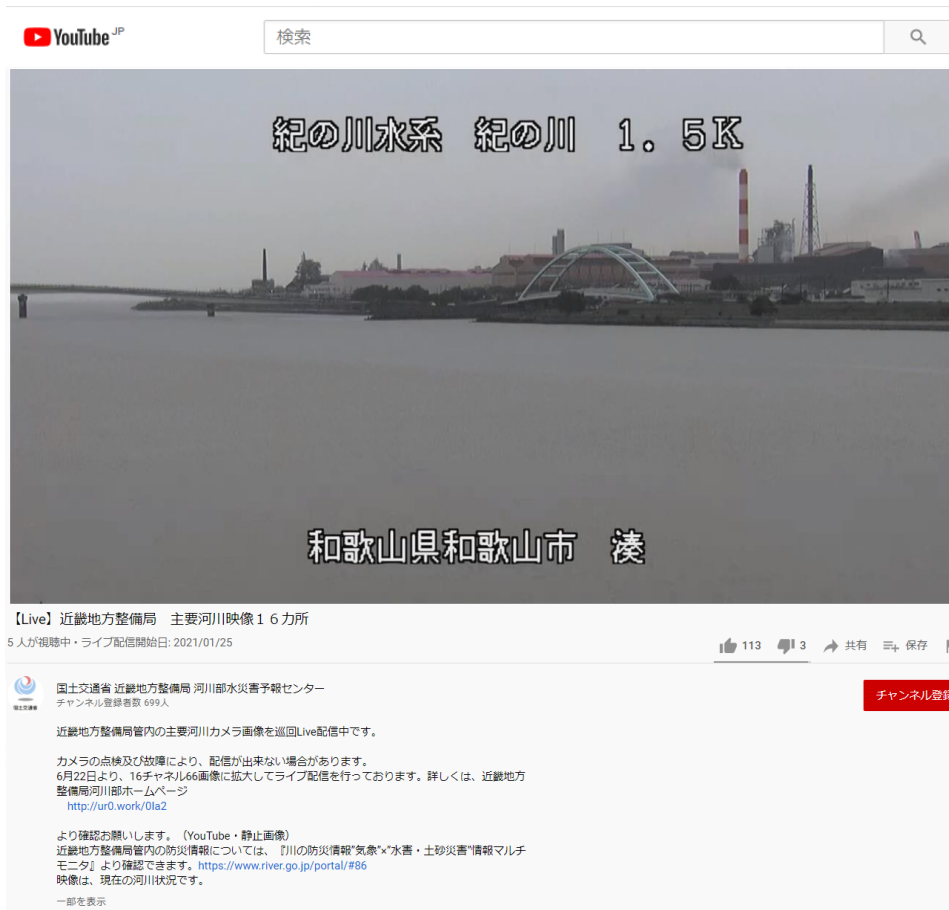 YouTube JP
検索
紀の川水系　紀の川　１．５Ｋ
和歌山県和歌山市　湊
【Live】近畿地方整備局　主要河川映像１６カ所
5 人が視聴中・ライブ配信開始日: 2021/01/25
113 3 共有 保存
国土交通省
国土交通省 近畿地方整備局 河川部水災害予報センター
チャンネル登録者数 699人
チャンネル登録
近畿地方整備局管内の主要河川カメラ画像を巡回Live配信中です。
カメラの点検及び故障により、配信が出来ない場合があります。
6月22日より、16チャネル66画像に拡大してライブ配信を行っております。詳しくは、近畿地方
整備局河川部ホームページ
http://ur0.work/0Ia2
より確認お願いします。（YouTube・静止画像）
近畿地方整備局管内の防災情報については、『川の防災情報"気象"×"水害・土砂災害"情報マルチ
モニタ』より確認できます。https://www.river.go.jp/portal/#86
映像は、現在の河川状況です。
一部を表示